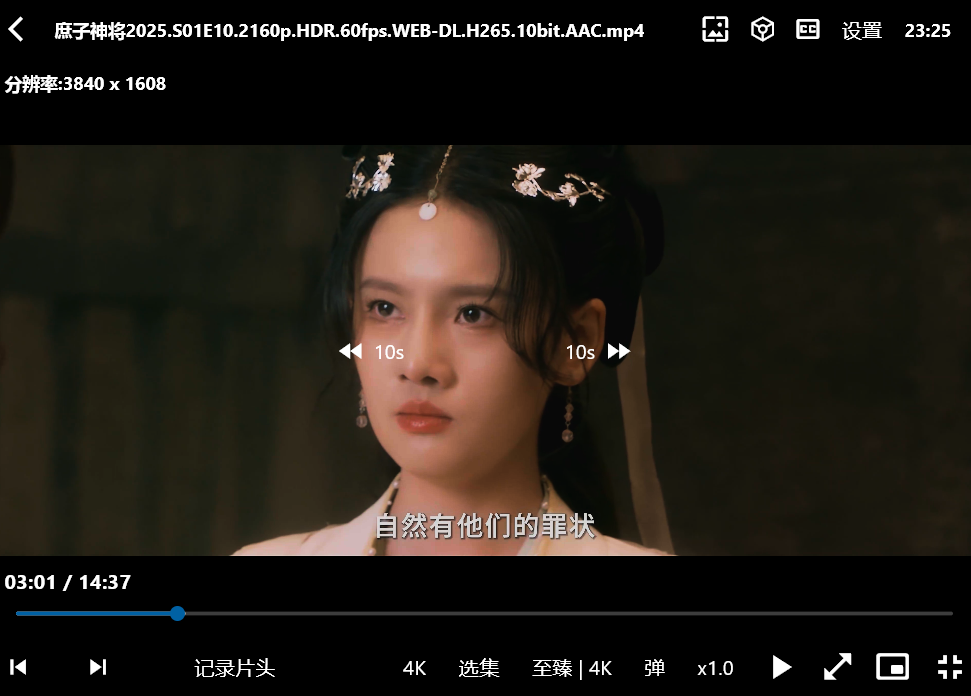 庶子神将2025.S01E10.2160p.HDR.60fps.WEB-DL.H265.10bit.AAC.mp4 CC 设置 23:25
分辨率:3840 x 1608
10s 10s
自然有他们的罪状
03:01 / 14:37
记录片头 4K 选集 至臻 | 4K 弹 x1.0